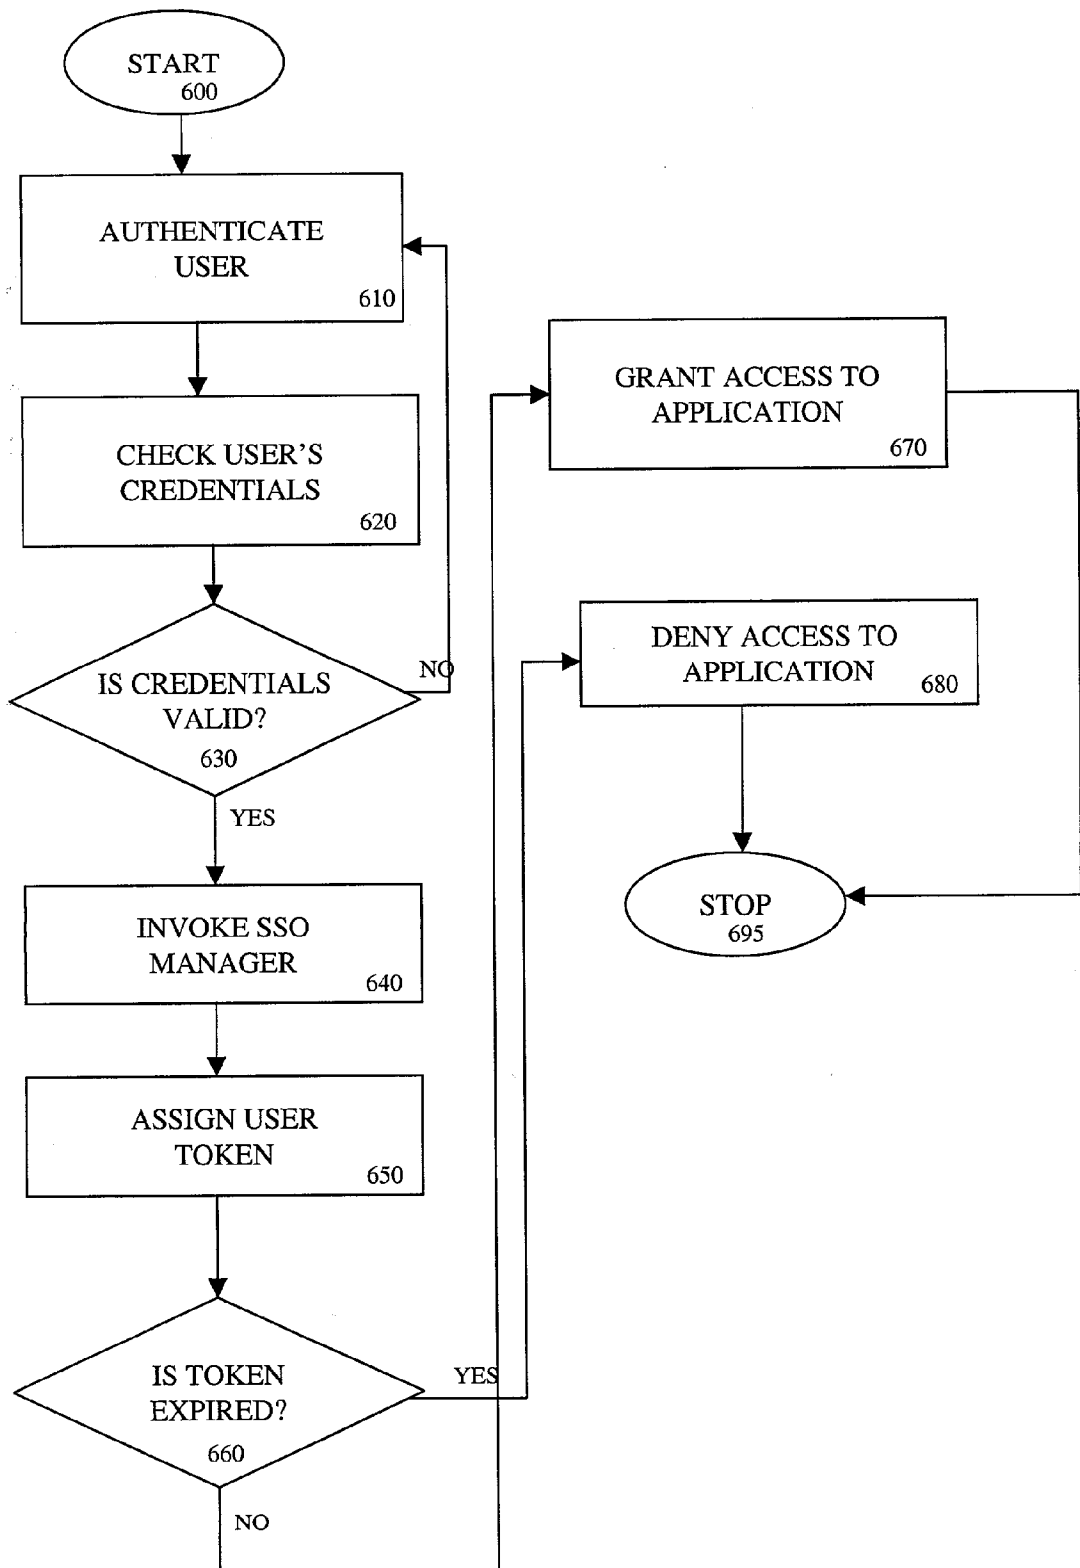 START
600
AUTHENTICATE
USER
610
CHECK USER'S
CREDENTIALS
620
IS CREDENTIALS
VALID?
630
NO
YES
INVOKE SSO
MANAGER
640
ASSIGN USER
TOKEN
650
IS TOKEN
EXPIRED?
660
YES
NO
GRANT ACCESS TO
APPLICATION
670
DENY ACCESS TO
APPLICATION
680
STOP
695